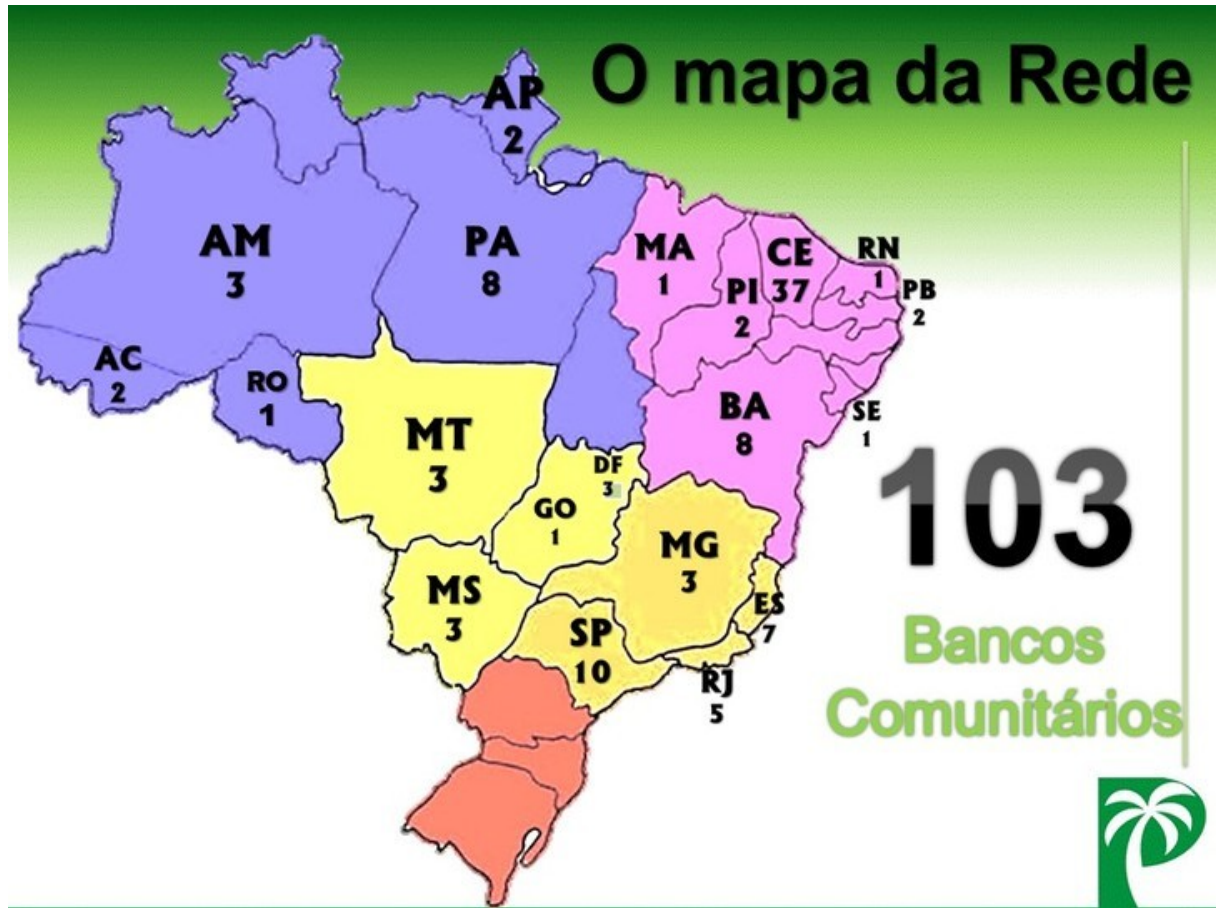 O mapa da Rede
AP
2
AM
3
PA
8
MA
1
PI
2
CE
37
RN
1
PB
2
AC
2
RO
1
MT
3
BA
8
SE
1
DF
3
GO
1
MS
3
MG
3
ES
7
SP
10
RJ
5
103
Bancos
Comunitários